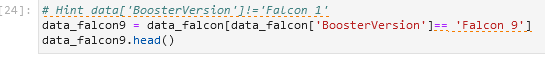 [24]: # Hint data['BoosterVersion']!='Falcon 1'
data_falcon9 = data_falcon[data_falcon['BoosterVersion']== 'Falcon 9']
data_falcon9.head()